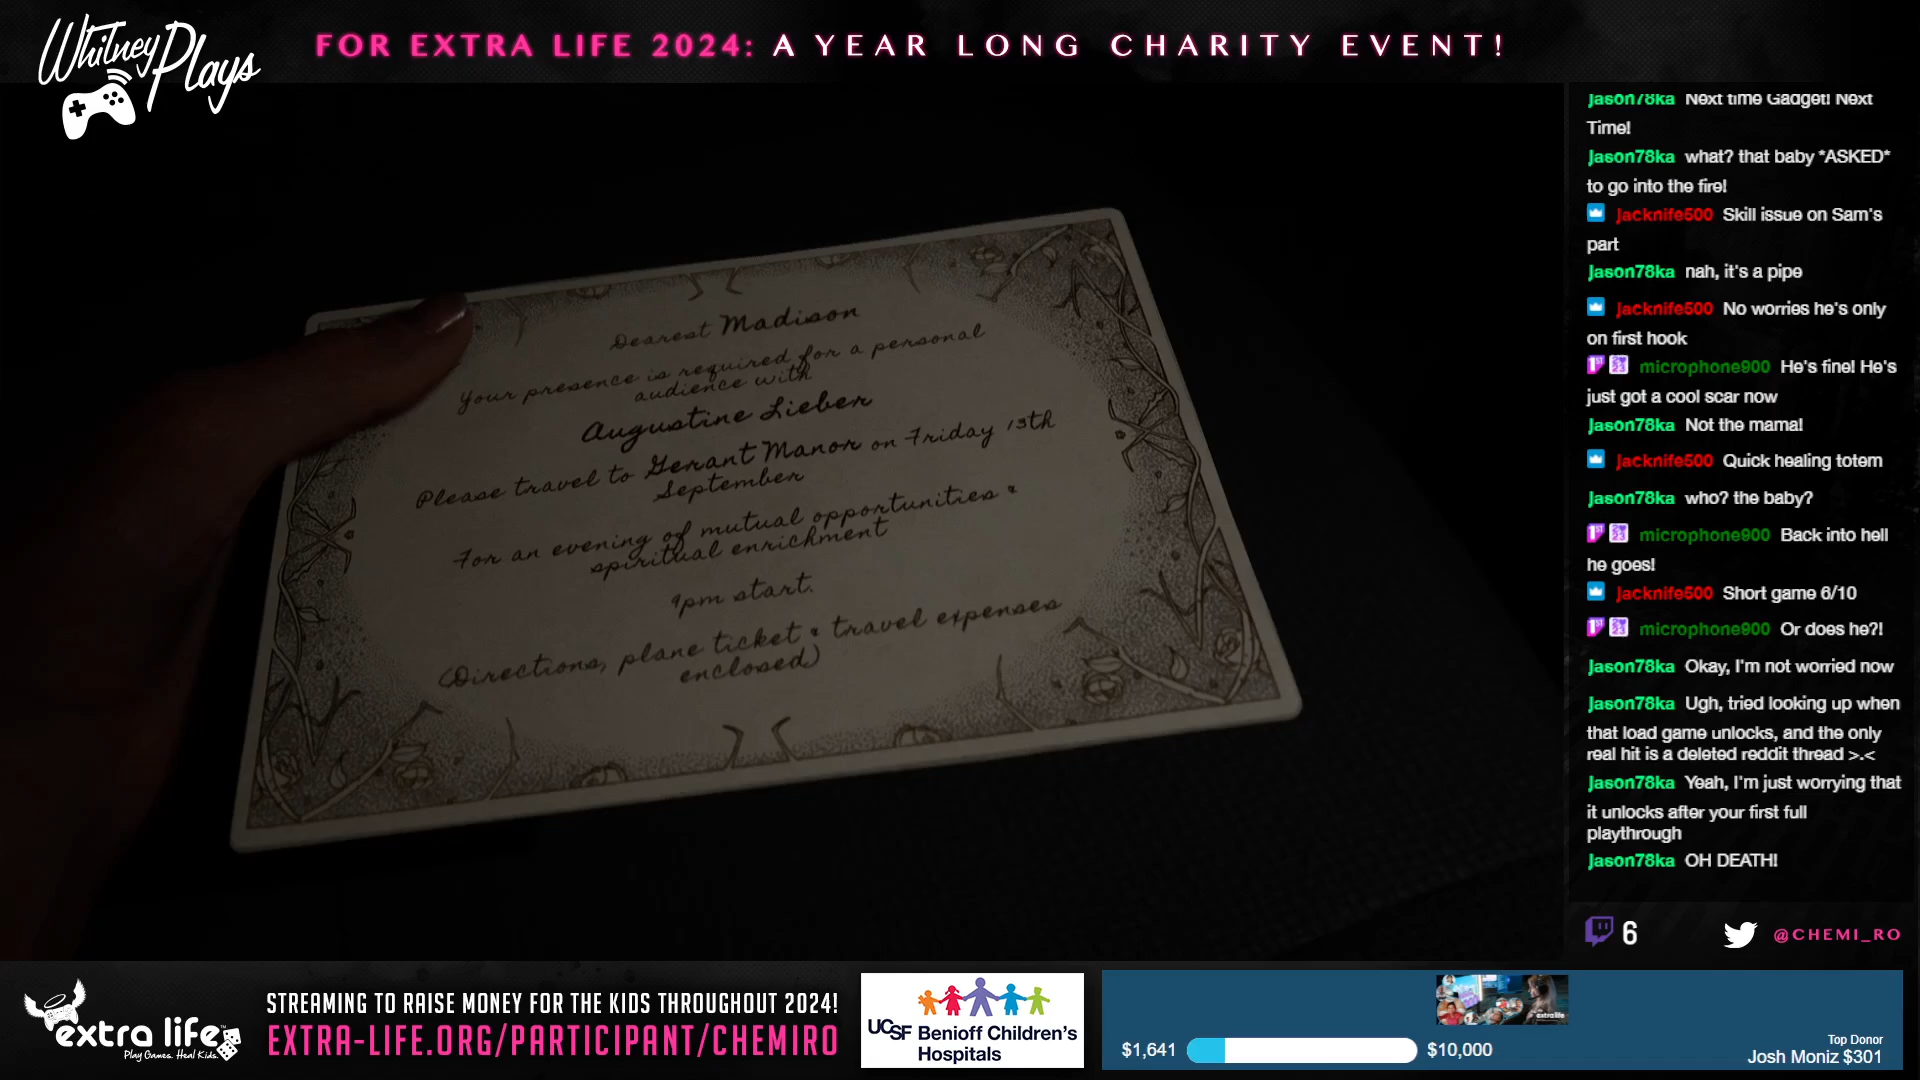 Whitney Plays
FOR EXTRA LIFE 2024: A YEAR LONG CHARITY EVENT!
Dearest Madison
Your presence is required for a personal
audience with
Augustine Lieber
Please travel to Gerant Manor on Friday 13th
September
For an evening of mutual opportunities &
spiritual enrichment
9pm start.
(Directions, plane ticket & travel expenses
enclosed)
Jason78ka Next time Gadget! Next
Time!
Jason78ka what? that baby *ASKED*
to go into the fire!
Jacknife500 Skill issue on Sam's
part
Jason78ka nah, it's a pipe
Jacknife500 No worries he's only
on first hook
microphone900 He's fine! He's
just got a cool scar now
Jason78ka Not the mama!
Jacknife500 Quick healing totem
Jason78ka who? the baby?
microphone900 Back into hell
he goes!
Jacknife500 Short game 6/10
microphone900 Or does he?!
Jason78ka Okay, I'm not worried now
Jason78ka Ugh, tried looking up when
that load game unlocks, and the only
real hit is a deleted reddit thread >.<
Jason78ka Yeah, I'm just worrying that
it unlocks after your first full
playthrough
Jason78ka OH DEATH!
6
@CHEMI_RO
extra life
Play Games. Heal Kids.
STREAMING TO RAISE MONEY FOR THE KIDS THROUGHOUT 2024!
EXTRA-LIFE.ORG/PARTICIPANT/CHEMIRO
UCSF Benioff Children's
Hospitals
$1,641
$10,000
Top Donor
Josh Moniz $301